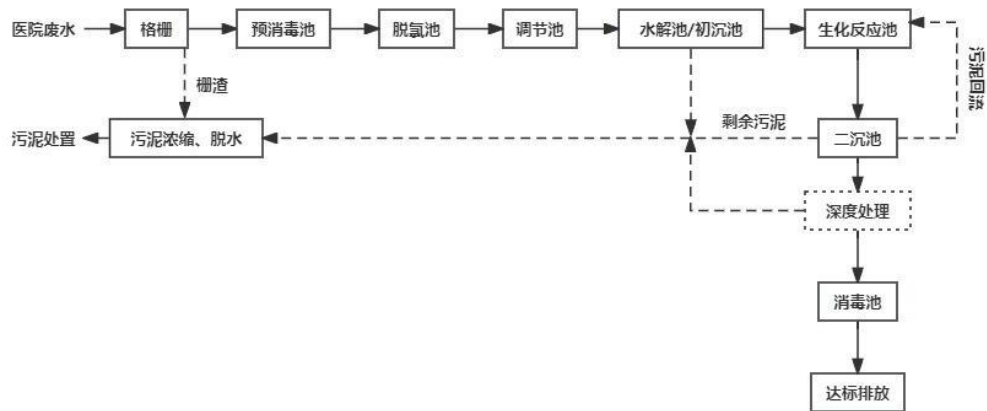 医院废水
格栅
预消毒池
脱氯池
调节池
水解池/初沉池
生化反应池
污泥回流
栅渣
污泥处置
污泥浓缩、脱水
剩余污泥
二沉池
深度处理
消毒池
达标排放